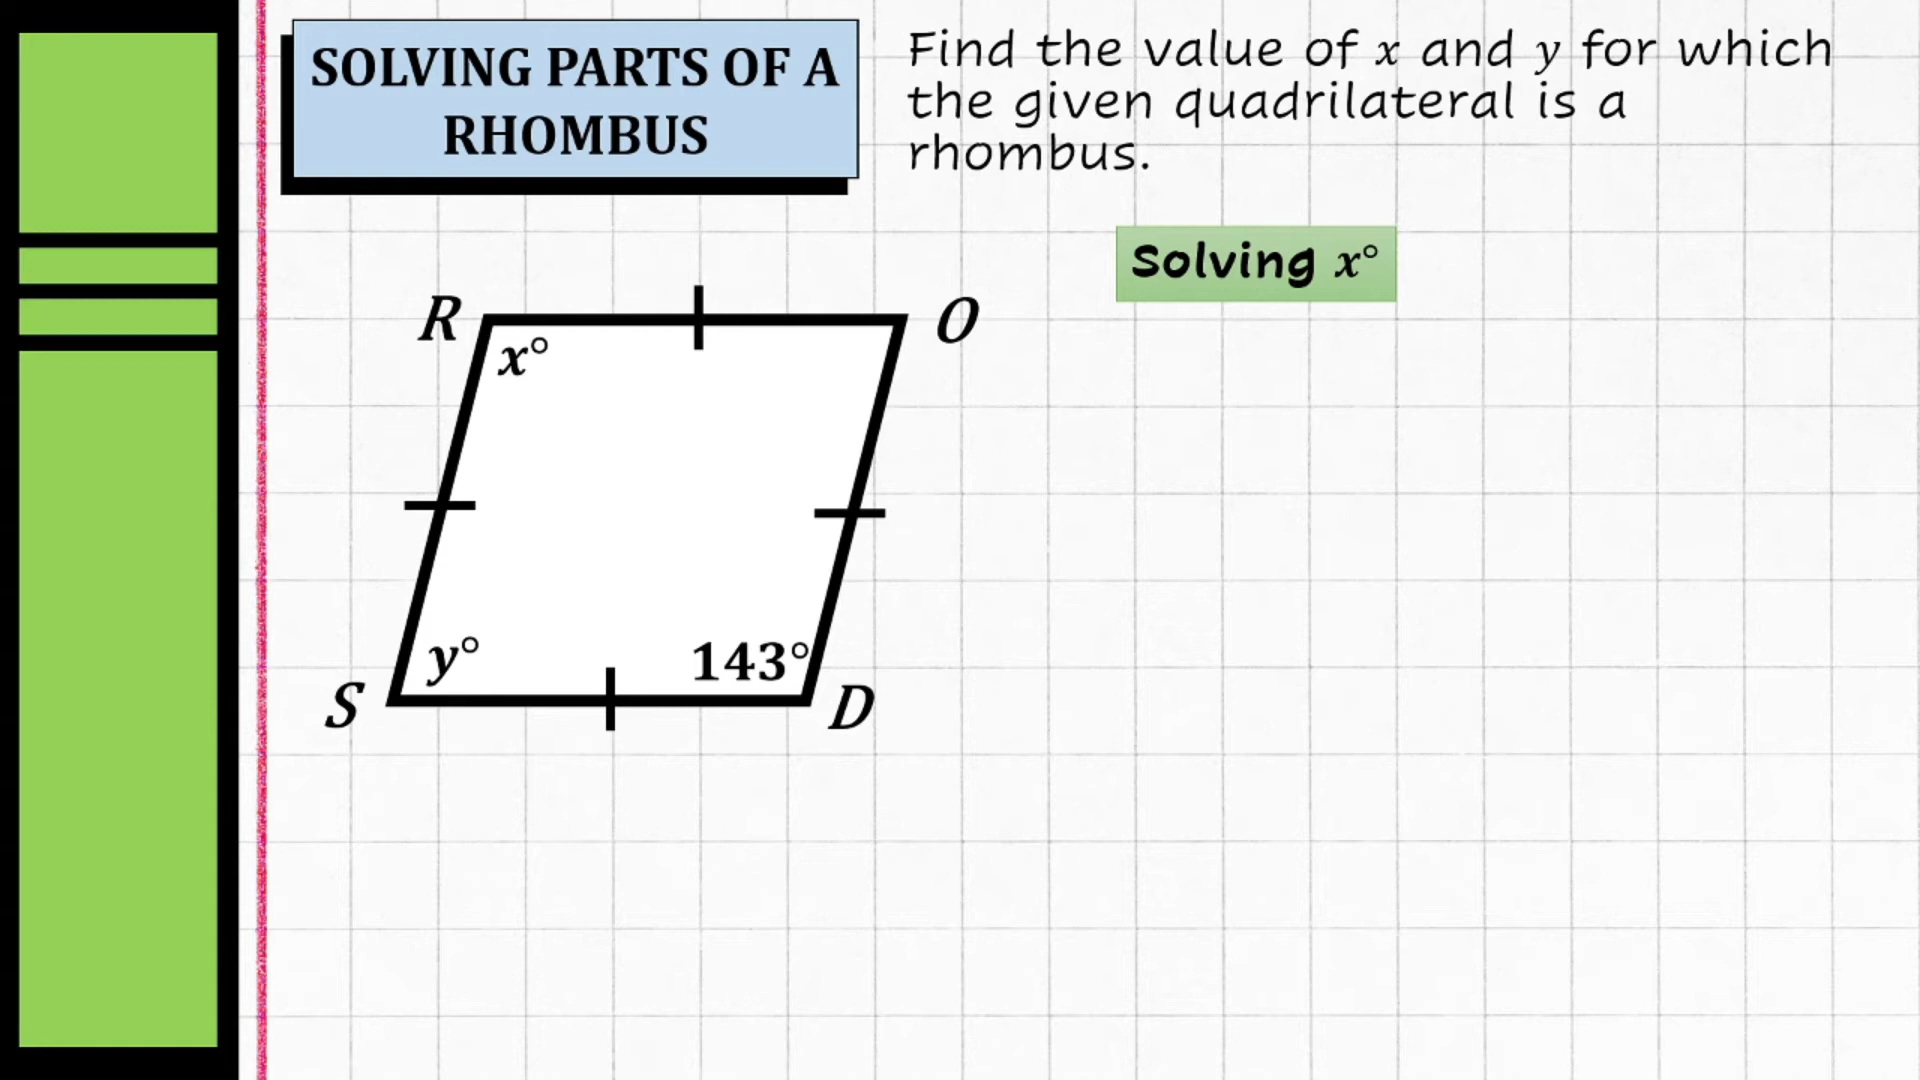 SOLVING PARTS OF A
RHOMBUS
Find the value of x and y for which
the given quadrilateral is a
rhombus.
Solving x°
R
O
x°
y°
143°
S
D